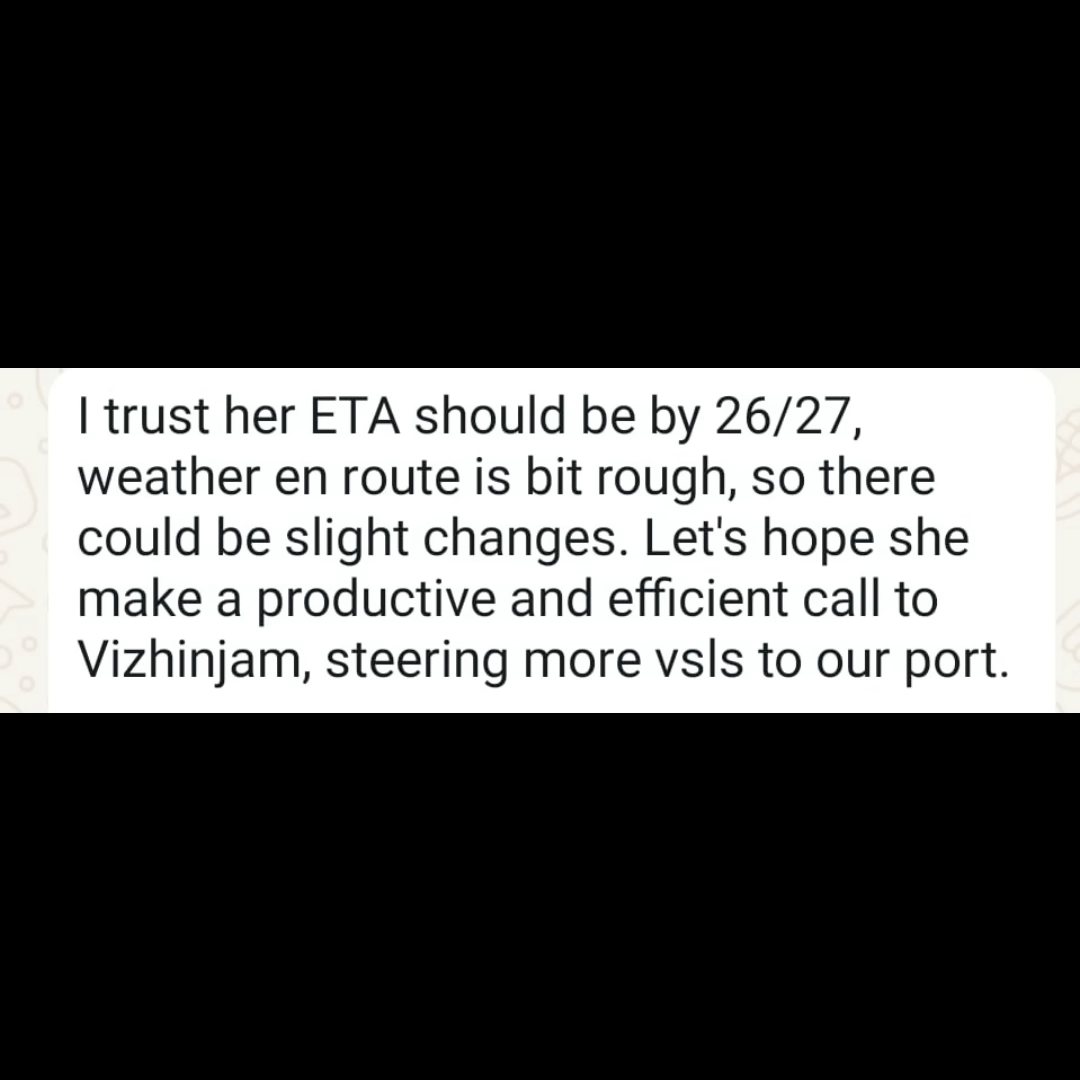 I trust her ETA should be by 26/27,
weather en route is bit rough, so there
could be slight changes. Let's hope she
make a productive and efficient call to
Vizhinjam, steering more vsls to our port.